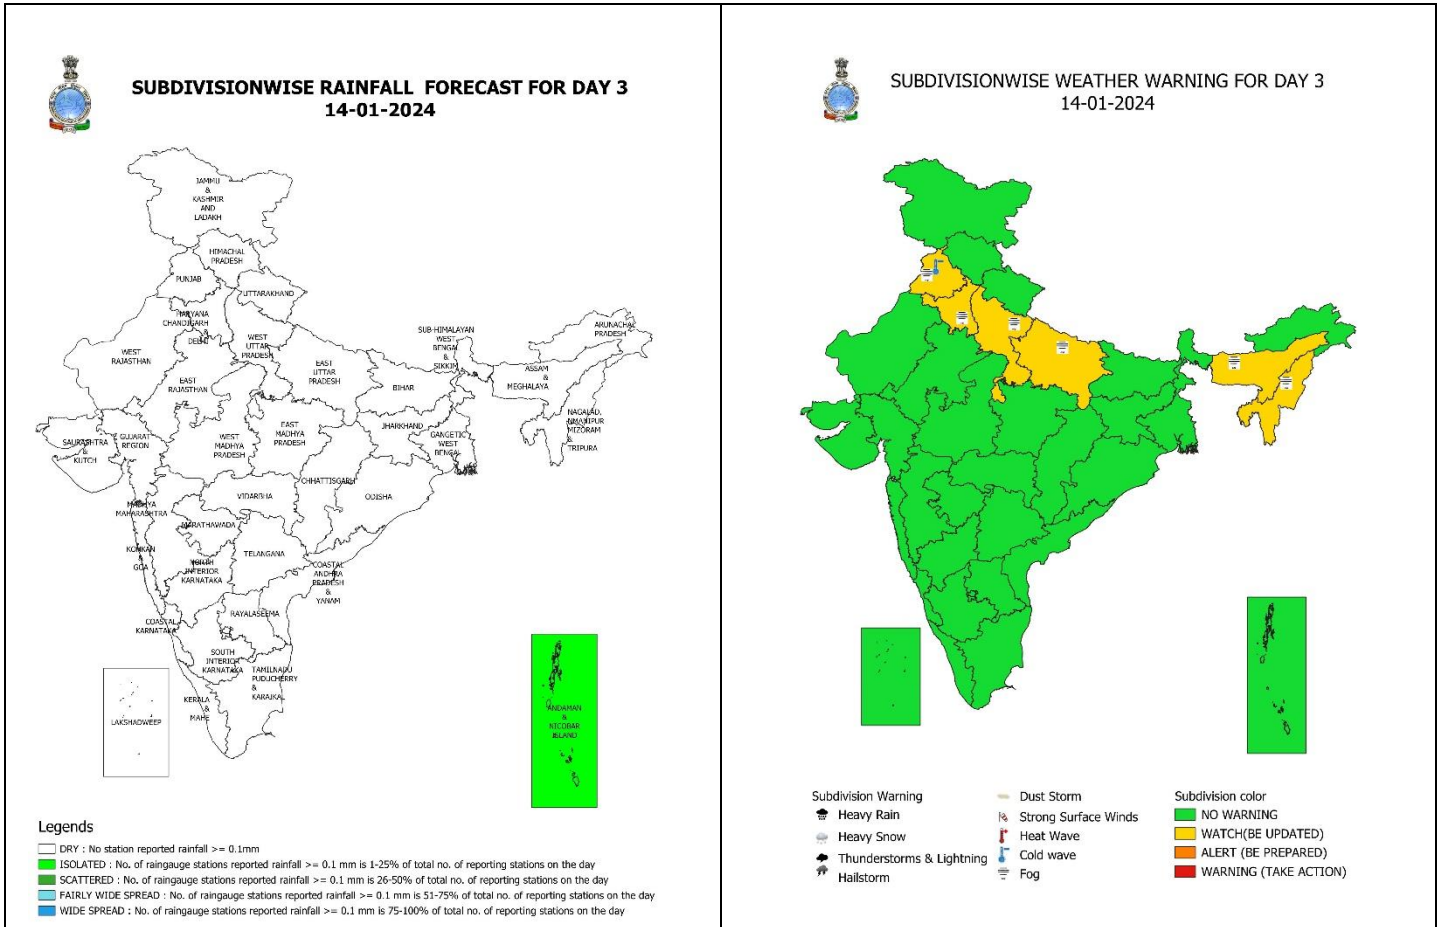 SUBDIVISIONWISE RAINFALL FORECAST FOR DAY 3
14-01-2024
JAMMU
&
KASHMIR
AND
LADAKH
HIMACHAL
PRADESH
PUNJAB
UTTARAKHAND
HARYANA
CHANDIGARH
&
DELHI
WEST
UTTAR
PRADESH
SUB-HIMALAYAN
WEST
BENGAL
&
SIKKIM
ARUNACHAL
PRADESH
WEST
RAJASTHAN
EAST
UTTAR
PRADESH
ASSAM
&
MEGHALAYA
EAST
RAJASTHAN
BIHAR
NAGALAD,
MANIPUR
MIZORAM
&
TRIPURA
SAURASHTRA
&
KUTCH
GUJARAT
REGION
WEST
MADHYA
PRADESH
EAST
MADHYA
PRADESH
JHARKHAND
GANGETIC
WEST
BENGAL
CHHATTISGARH
ODISHA
VIDARBHA
MADHYA
MAHARASHTRA
MARATHAWADA
KONKAN
&
GOA
NORTH
INTERIOR
KARNATAKA
TELANGANA
COASTAL
ANDHRA
PRADESH
&
YANAM
RAYALASEEMA
COASTAL
KARNATAKA
SOUTH
INTERIOR
KARNATAKA
TAMILNADU
PUDUCHERRY
&
KARAIKAL
KERALA
&
MAHE
LAKSHADWEEP
ANDAMAN
&
NICOBAR
ISLAND
Legends
DRY : No station reported rainfall >= 0.1mm
ISOLATED : No. of raingauge stations reported rainfall >= 0.1 mm is 1-25% of total no. of reporting stations on the day
SCATTERED : No. of raingauge stations reported rainfall >= 0.1 mm is 26-50% of total no. of reporting stations on the day
FAIRLY WIDE SPREAD : No. of raingauge stations reported rainfall >= 0.1 mm is 51-75% of total no. of reporting stations on the day
WIDE SPREAD : No. of raingauge stations reported rainfall >= 0.1 mm is 75-100% of total no. of reporting stations on the day
SUBDIVISIONWISE WEATHER WARNING FOR DAY 3
14-01-2024
Subdivision Warning
Heavy Rain
Heavy Snow
Thunderstorms & Lightning
Hailstorm
Dust Storm
Strong Surface Winds
Heat Wave
Cold wave
Fog
Subdivision color
NO WARNING
WATCH(BE UPDATED)
ALERT (BE PREPARED)
WARNING (TAKE ACTION)